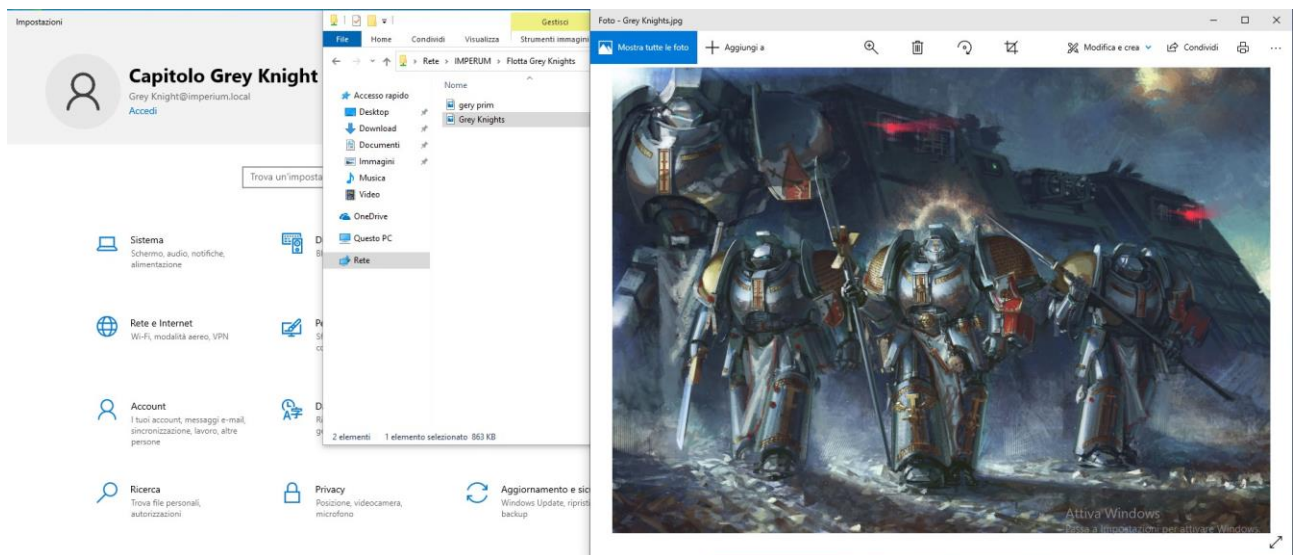 Impostazioni
Capitolo Grey Knight
Grey Knight@imperium.local
Accedi
Trova un'imposta
Sistema
Schermo, audio, notifiche,
alimentazione
Rete e Internet
Wi-Fi, modalità aereo, VPN
Account
I tuoi account, messaggi e-mail,
sincronizzazione, lavoro, altre
persone
Ricerca
Trova file personali,
autorizzazioni
Privacy
Posizione, videocamera,
microfono
Aggiornamento e sic
Windows Update, ripristi
backup
Gestisci
File Home Condividi Visualizza Strumenti immagini
Rete > IMPERUM > Flotta Grey Knights
Nome
gery prim
Grey Knights
Accesso rapido
Desktop
Download
Documenti
Immagini
Musica
Video
OneDrive
Questo PC
Rete
2 elementi 1 elemento selezionato 863 KB
Foto - Grey Knights.jpg
Mostra tutte le foto
Aggiungi a
Modifica e crea
Condividi
Attiva Windows
Passa a Impostazioni per attivare Windows.